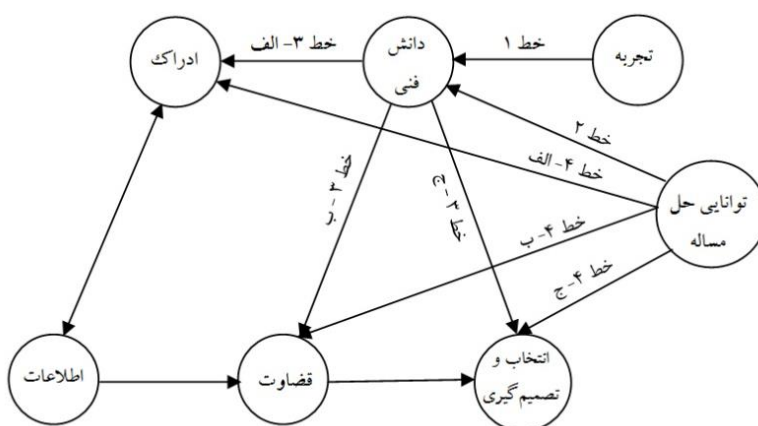 تجربه
خط ۱
دانش
فنی
خط ۳- الف
ادراک
خط ۲
خط ۴- الف
توانایی حل
مساله
خط ۳- ب
خط ۳- ج
خط ۴- ب
خط ۴- ج
انتخاب و
تصمیم‌گیری
قضاوت
اطلاعات